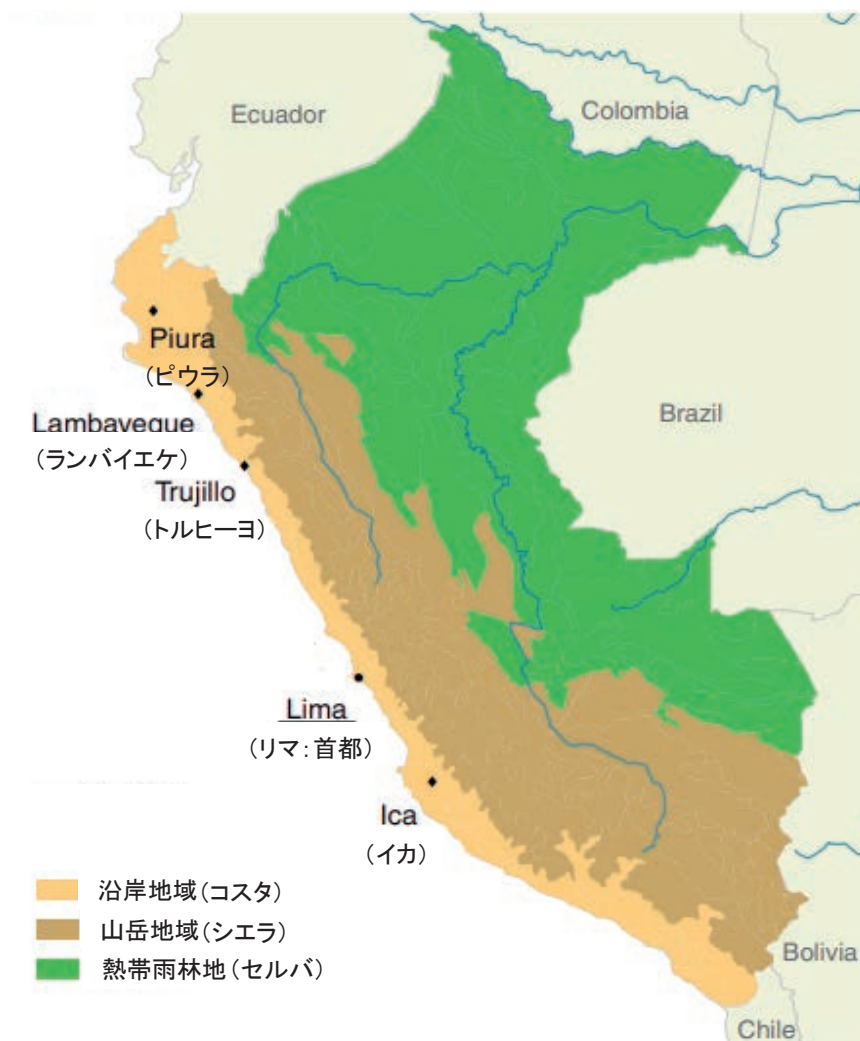 Ecuador
Colombia
Piura
(ピウラ)
Brazil
Lambayeque
(ランバイエケ)
Trujillo
(トルヒーヨ)
Lima
(リマ：首都)
Ica
(イカ)
沿岸地域(コスタ)
山岳地域(シエラ)
熱帯雨林地(セルバ)
Bolivia
Chile